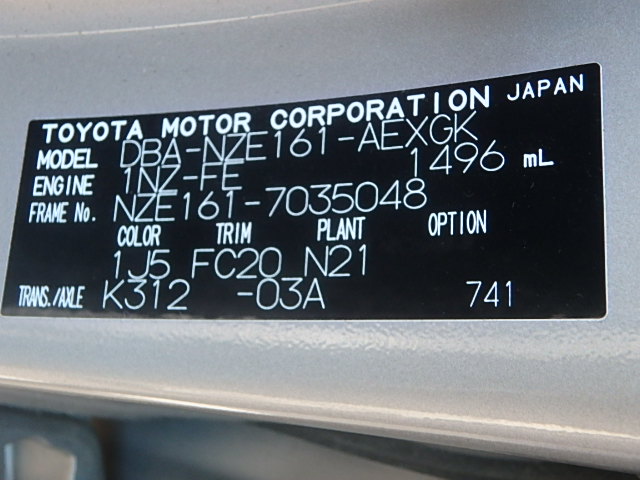 TOYOTA MOTOR CORPORATION JAPAN
MODEL DBA-NZE161-AEXGK
ENGINE 1NZ-FE 1496 mL
FRAME No. NZE161-7035048
COLOR TRIM PLANT OPTION
1J5 FC20 N21
TRANS./AXLE K312 -03A 741